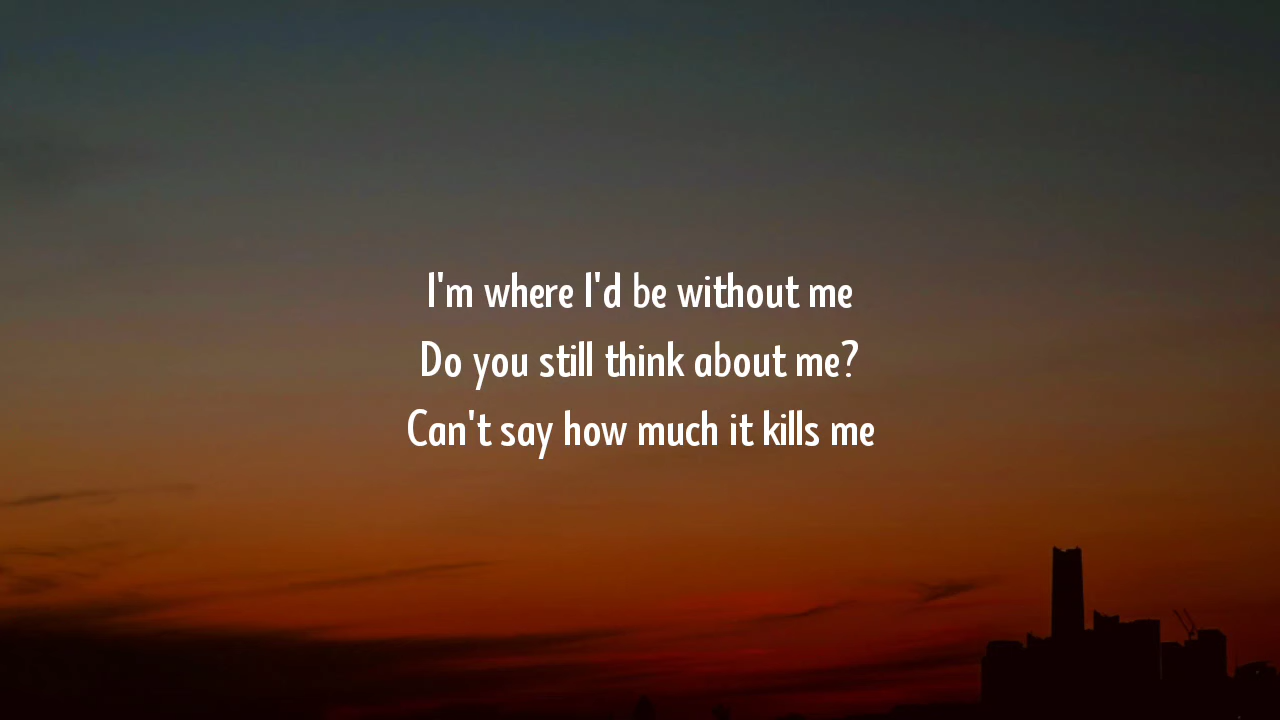 I'm where I'd be without me
Do you still think about me?
Can't say how much it kills me